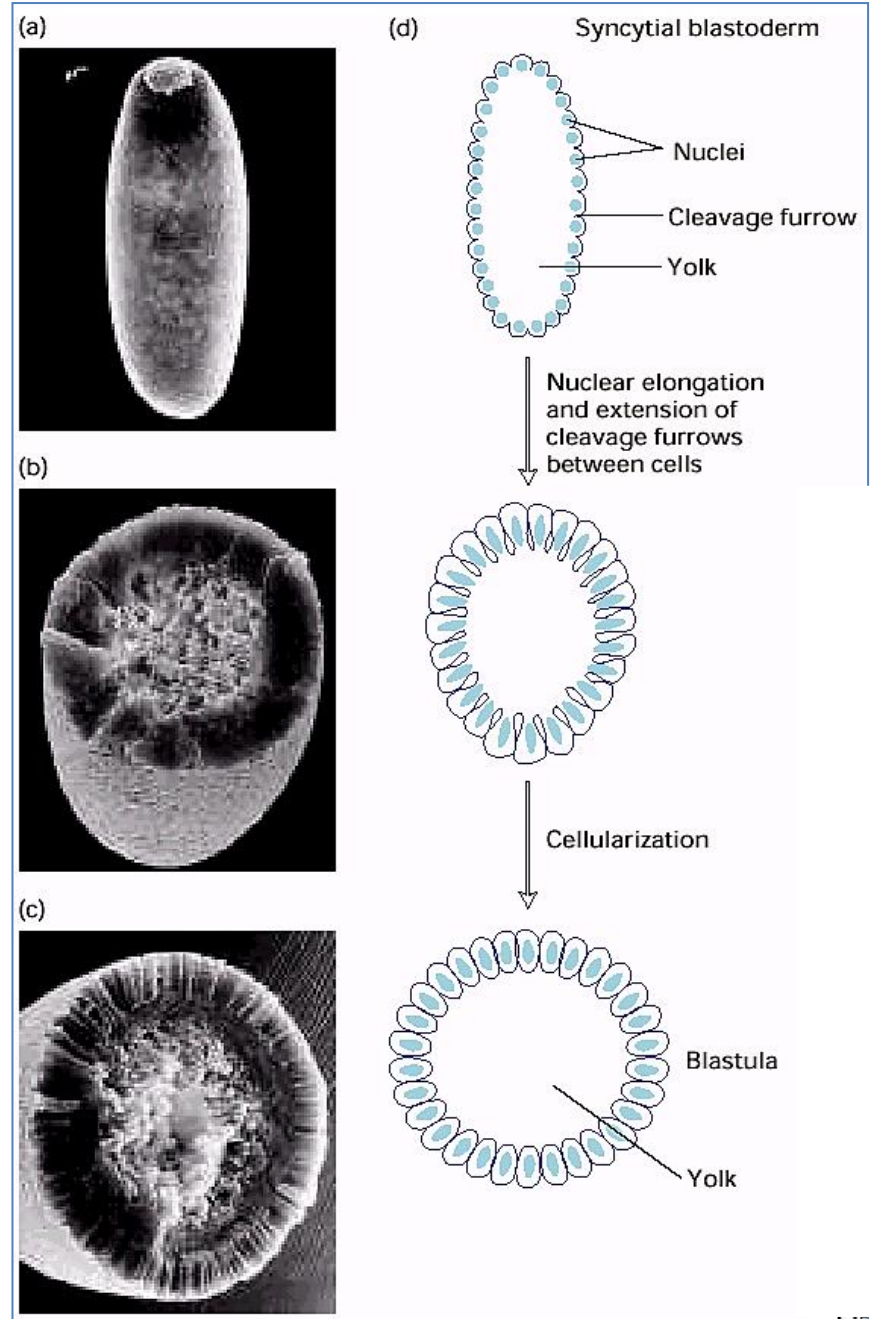 (a)
(d)
Syncytial blastoderm
Nuclei
Cleavage furrow
Yolk
Nuclear elongation
and extension of
cleavage furrows
between cells
(b)
Cellularization
(c)
Blastula
Yolk